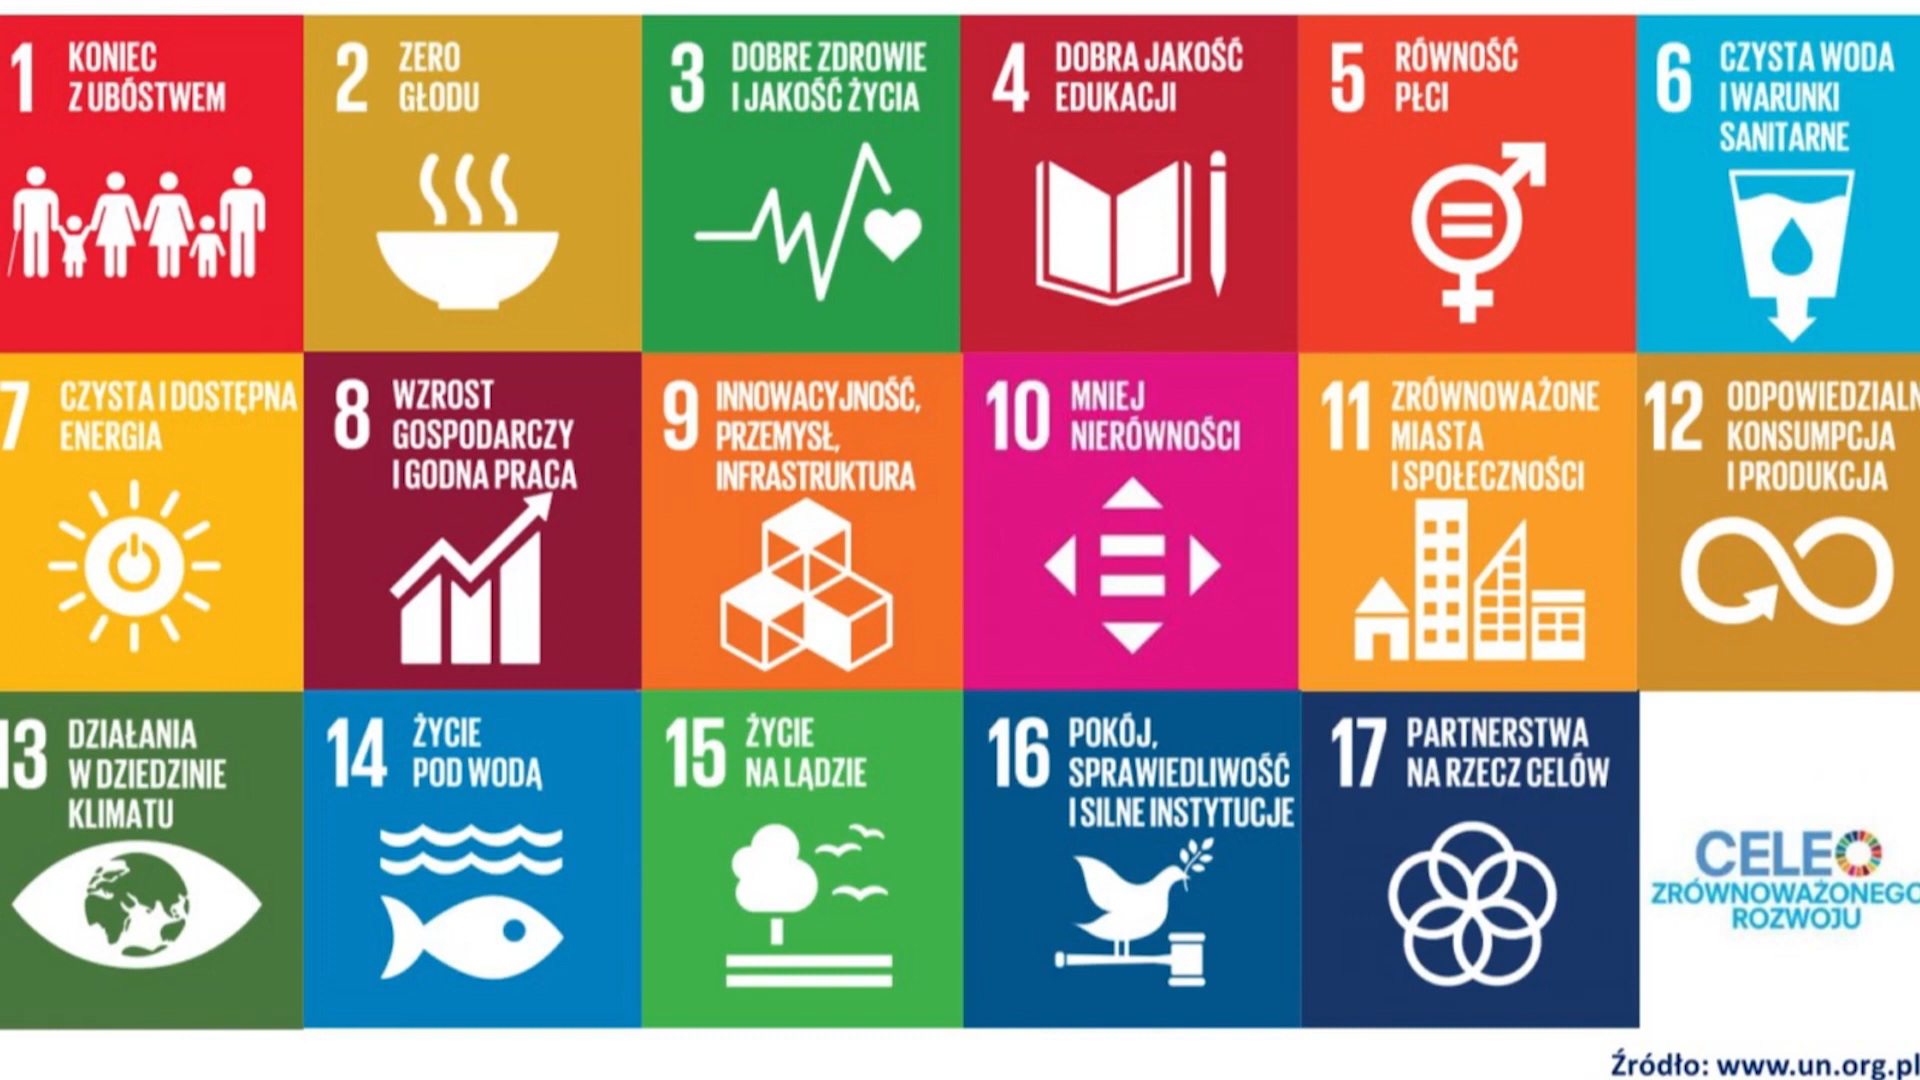 1 KONIEC
Z UBÓSTWEM
2 ZERO
GŁODU
3 DOBRE ZDROWIE
I JAKOŚĆ ŻYCIA
4 DOBRA JAKOŚĆ
EDUKACJI
5 RÓWNOŚĆ
PŁCI
6 CZYSTA WODA
I WARUNKI
SANITARNE
7 CZYSTA I DOSTĘPNA
ENERGIA
8 WZROST
GOSPODARCZY
I GODNA PRACA
9 INNOWACYJNOŚĆ,
PRZEMYSŁ,
INFRASTRUKTURA
10 MNIEJ
NIERÓWNOŚCI
11 ZRÓWNOWAŻONE
MIASTA
I SPOŁECZNOŚCI
12 ODPOWIEDZIALN
KONSUMPCJA
I PRODUKCJA
13 DZIAŁANIA
W DZIEDZINIE
KLIMATU
14 ŻYCIE
POD WODĄ
15 ŻYCIE
NA LĄDZIE
16 POKÓJ,
SPRAWIEDLIWOŚĆ
I SILNE INSTYTUCJE
17 PARTNERSTWA
NA RZECZ CELÓW
CELE
ZRÓWNOWAŻONEGO
ROZWOJU
Źródło: www.un.org.pl